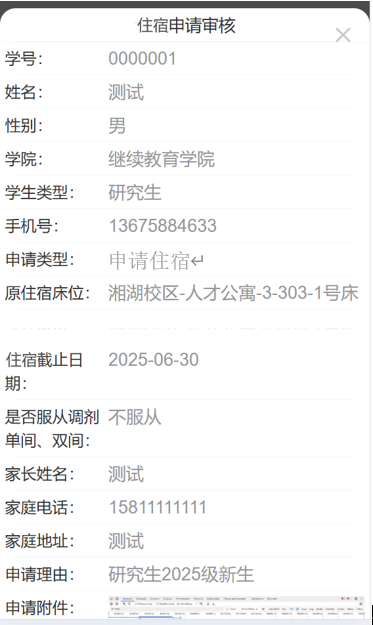 住宿申请审核
学号： 0000001
姓名： 测试
性别： 男
学院： 继续教育学院
学生类型： 研究生
手机号： 13675884633
申请类型： 申请住宿↵
原住宿床位： 湘湖校区-人才公寓-3-303-1号床
住宿截止日 2025-06-30
期：
是否服从调剂 不服从
单间、双间：
家长姓名： 测试
家庭电话： 15811111111
家庭地址： 测试
申请理由： 研究生2025级新生
申请附件：